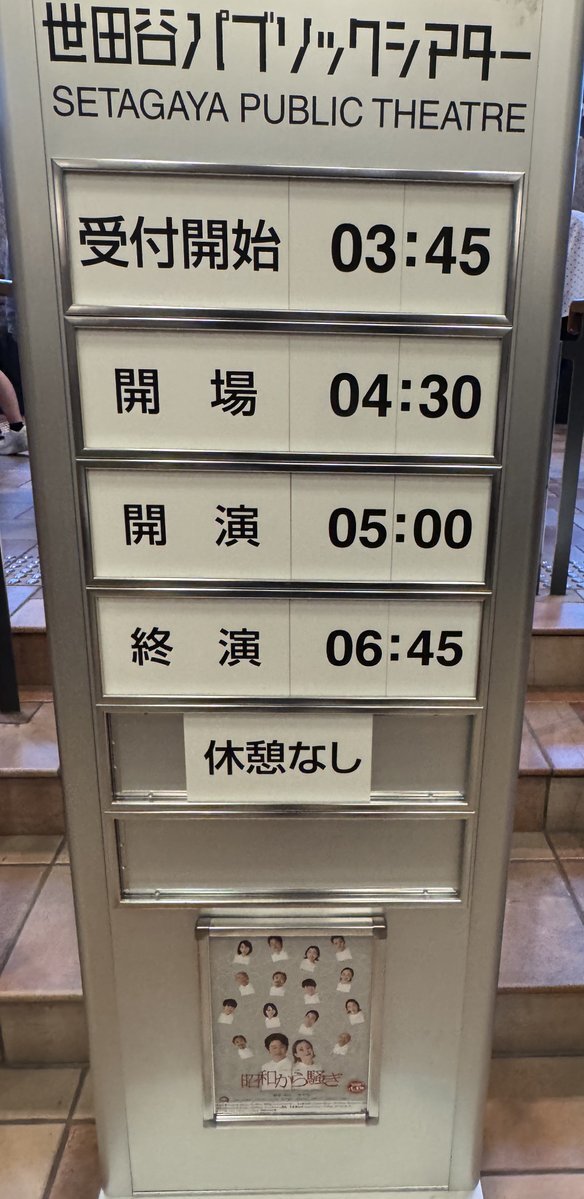 世田谷パブリックシアター
SETAGAYA PUBLIC THEATRE
受付開始 03:45
開場 04:30
開演 05:00
終演 06:45
休憩なし
昭和から騒ぎ